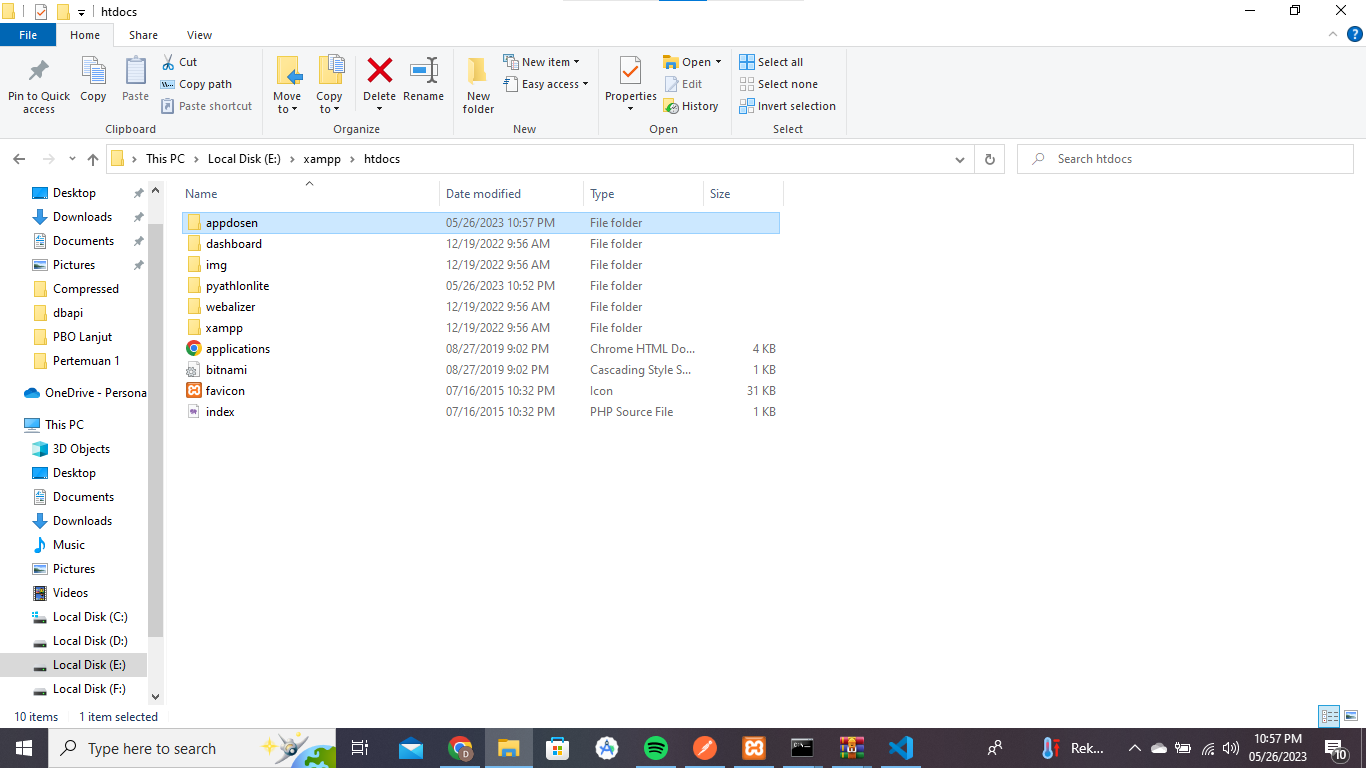 htdocs
File Home Share View
Pin to Quick access
Copy
Paste
Cut
Copy path
Paste shortcut
Clipboard
Move to
Copy to
Delete
Rename
Organize
New folder
New item
Easy access
New
Properties
Open
Edit
History
Open
Select all
Select none
Invert selection
Select
This PC > Local Disk (E:) > xampp > htdocs
Search htdocs
Desktop
Downloads
Documents
Pictures
Compressed
dbapi
PBO Lanjut
Pertemuan 1
OneDrive - Persona
This PC
3D Objects
Desktop
Documents
Downloads
Music
Pictures
Videos
Local Disk (C:)
Local Disk (D:)
Local Disk (E:)
Local Disk (F:)
Name Date modified Type Size
appdosen 05/26/2023 10:57 PM File folder
dashboard 12/19/2022 9:56 AM File folder
img 12/19/2022 9:56 AM File folder
pyathlonlite 05/26/2023 10:52 PM File folder
webalizer 12/19/2022 9:56 AM File folder
xampp 12/19/2022 9:56 AM File folder
applications 08/27/2019 9:02 PM Chrome HTML Do... 4 KB
bitnami 08/27/2019 9:02 PM Cascading Style S... 1 KB
favicon 07/16/2015 10:32 PM Icon 31 KB
index 07/16/2015 10:32 PM PHP Source File 1 KB
10 items 1 item selected
Type here to search
Rek...
10:57 PM
05/26/2023
10